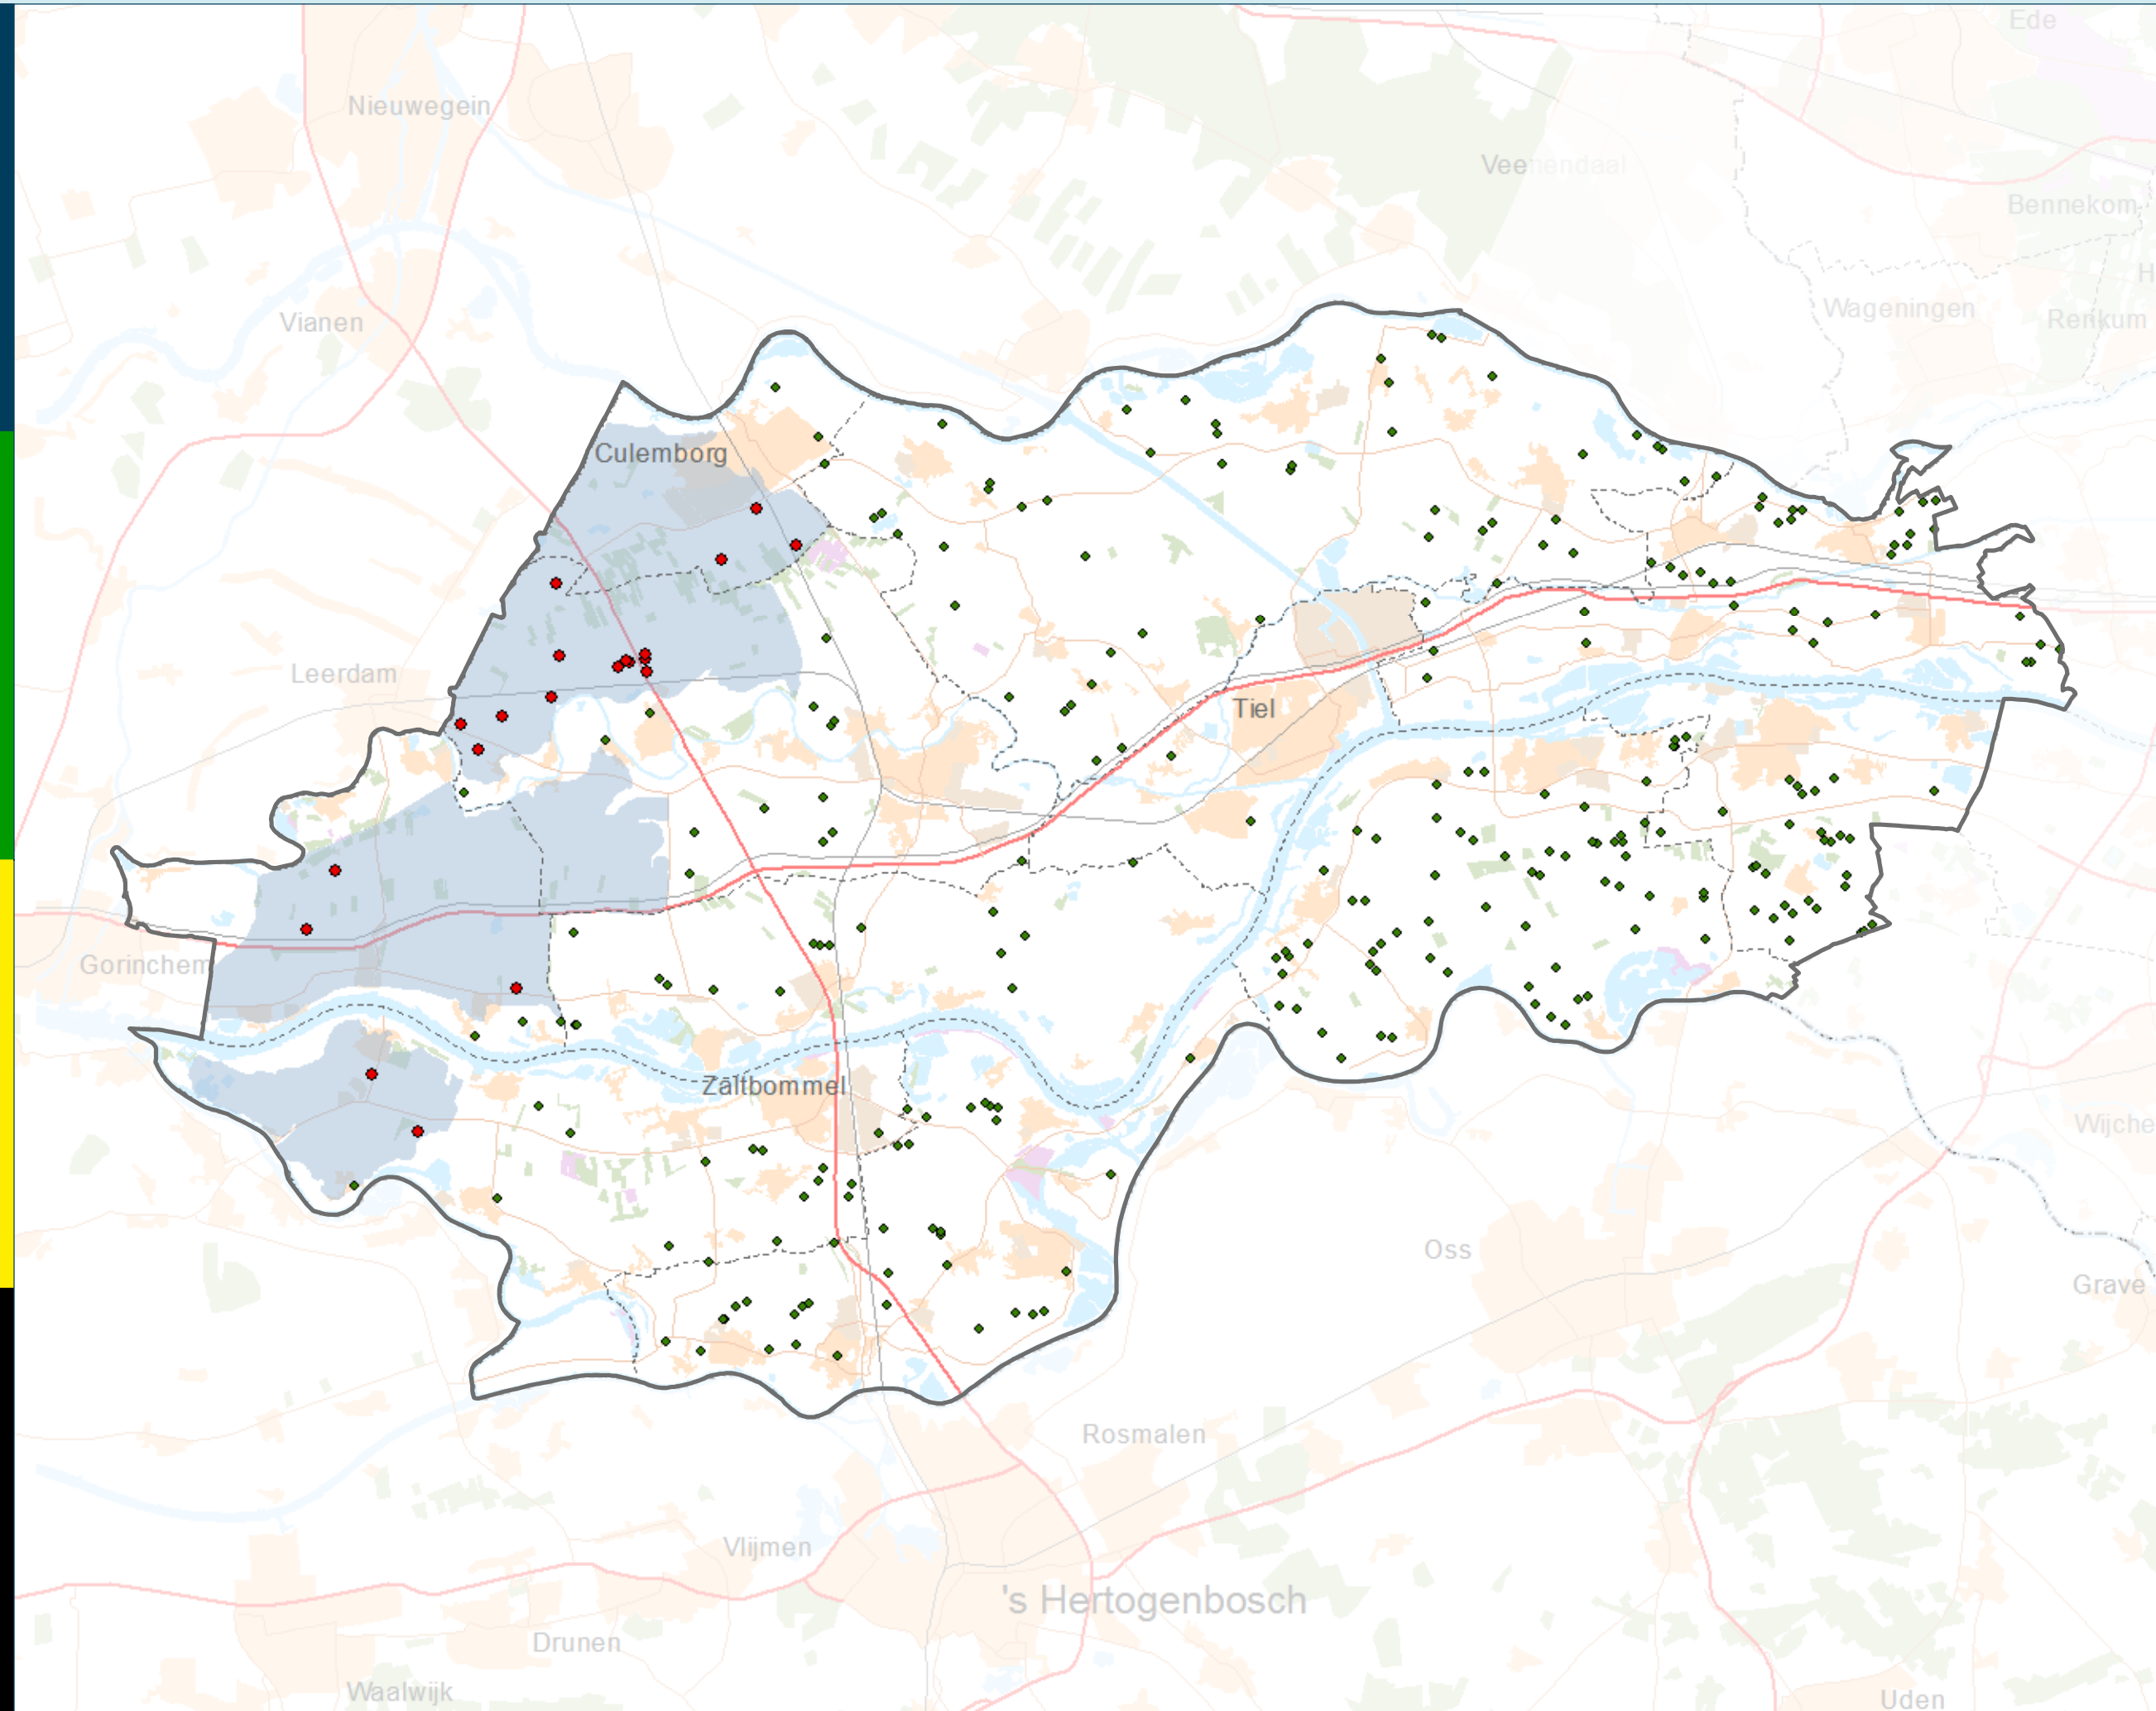 Ede
Nieuwegein
Veenendaal
Bennekom
H
Vianen
Wageningen
Renkum
Culemborg
Leerdam
Tiel
Gorinchem
Zaltbommel
Wijche
Oss
Grave
Rosmalen
Vlijmen
's Hertogenbosch
Drunen
Waalwijk
Uden